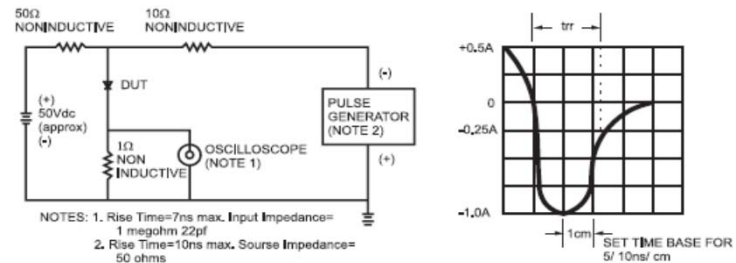 50Ω
NONINDUCTIVE
10Ω
NONINDUCTIVE
DUT
(+)
50Vdc
(approx)
(-)
1Ω
NON
INDUCTIVE
OSCILLOSCOPE
(NOTE 1)
(-)
PULSE
GENERATOR
(NOTE 2)
(+)
NOTES: 1. Rise Time=7ns max. Input Impedance=
1 megohm 22pf
2. Rise Time=10ns max. Sourse Impedance=
50 ohms
trr
+0.5A
0
-0.25A
-1.0A
1cm
SET TIME BASE FOR
5/ 10ns/ cm